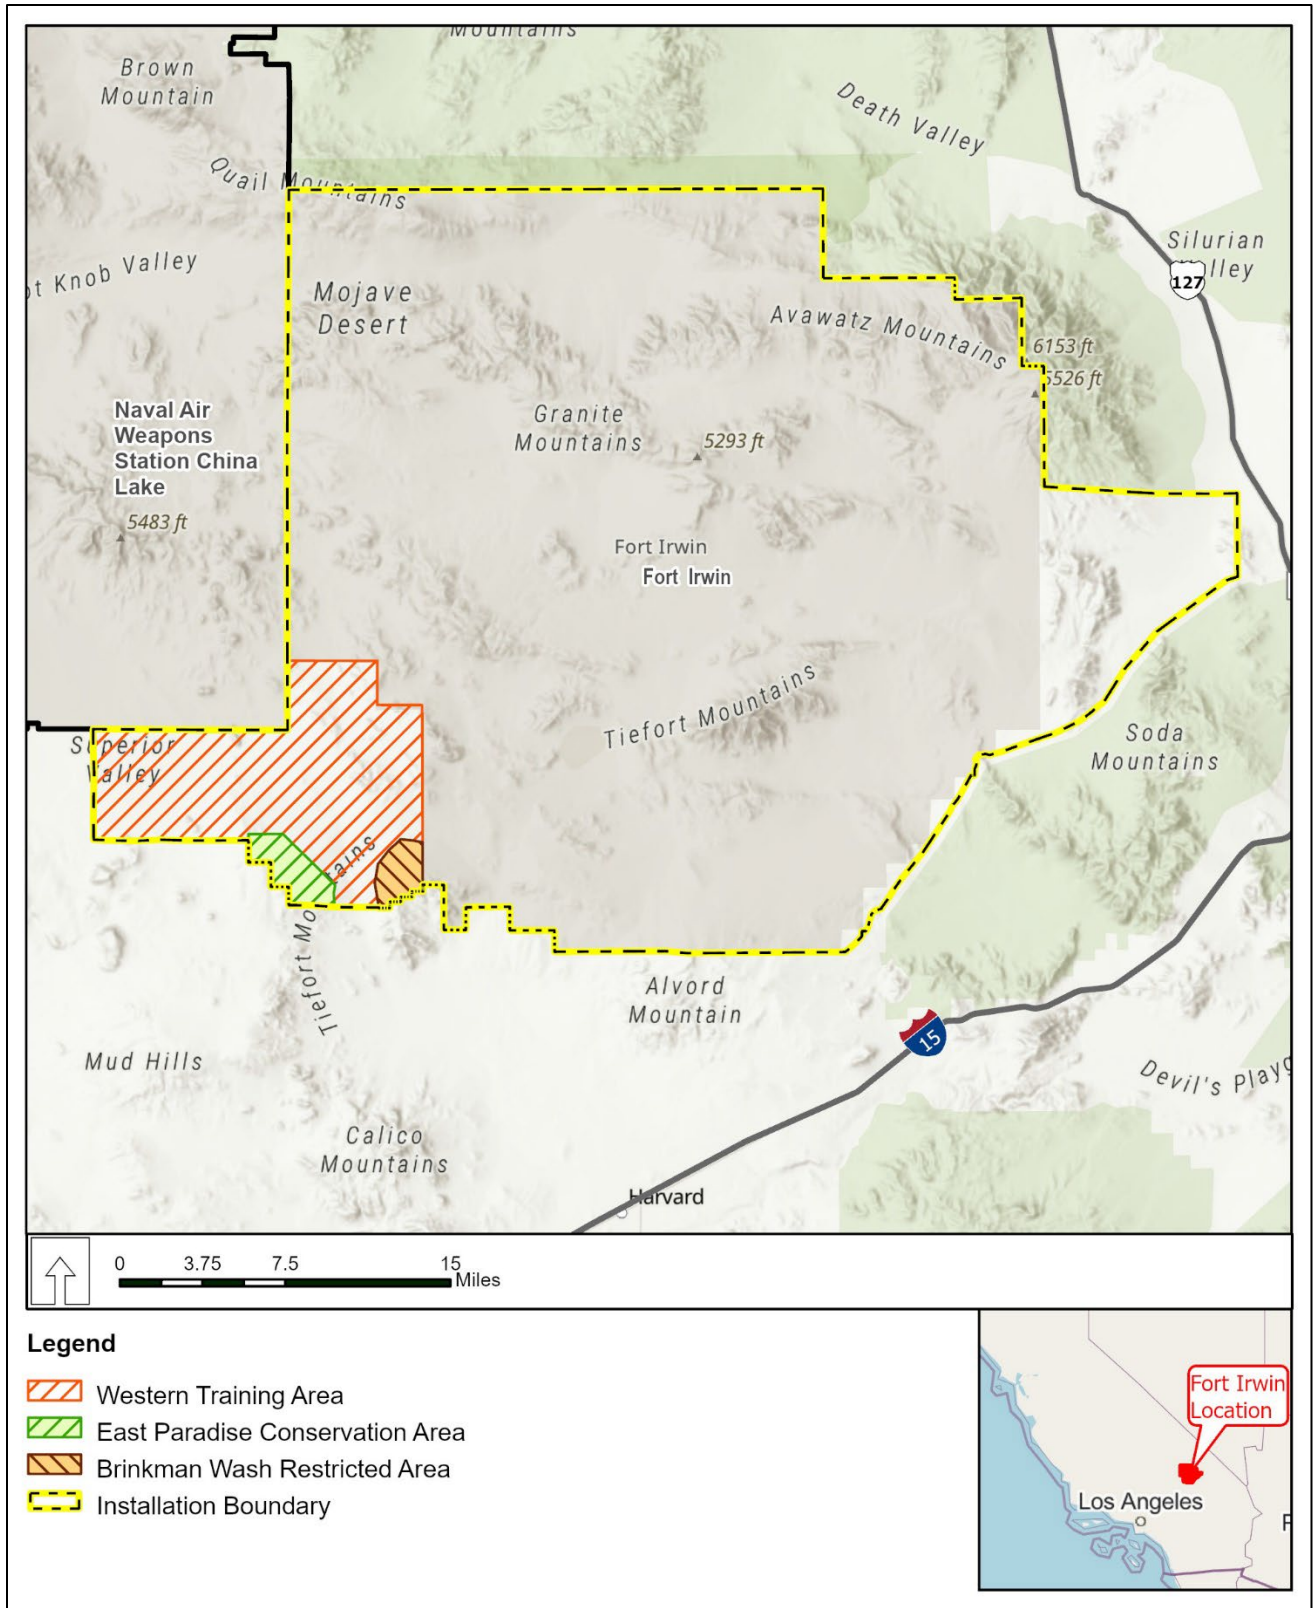 Mountains
Brown
Mountain
Death Valley
Quail Mountains
Silurian
Valley
127
ot Knob Valley
Mojave
Desert
Avawatz Mountains
6153 ft
5526 ft
Naval Air
Weapons
Station China
Lake
Granite
Mountains
5293 ft
5483 ft
Fort Irwin
Fort Irwin
Tiefort Mountains
Superior
Valley
Soda
Mountains
Tiefort Mo tains
Alvord
Mountain
15
Mud Hills
Devil's Playg
Calico
Mountains
Harvard
0 3.75 7.5 15
Miles
Legend
Western Training Area
East Paradise Conservation Area
Brinkman Wash Restricted Area
Installation Boundary
Fort Irwin
Location
Los Angeles